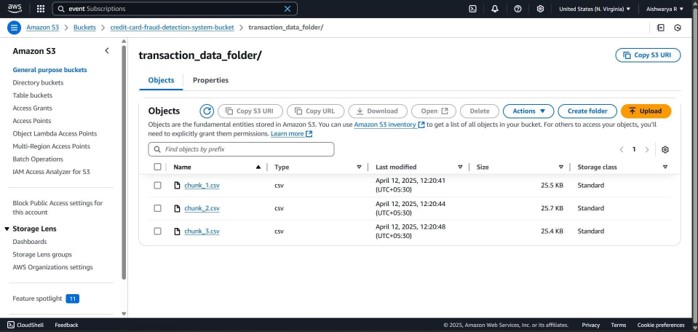 aws
event Subscriptions
United States (N. Virginia)
Aishwarya R
Amazon S3 > Buckets > credit-card-fraud-detection-system-bucket > transaction_data_folder/
Amazon S3
General purpose buckets
Directory buckets
Table buckets
Access Grants
Access Points
Object Lambda Access Points
Multi-Region Access Points
Batch Operations
IAM Access Analyzer for S3
Block Public Access settings for
this account
Storage Lens
Dashboards
Storage Lens groups
AWS Organizations settings
Feature spotlight 11
transaction_data_folder/
Copy S3 URI
Objects
Properties
Objects
Copy S3 URI
Copy URL
Download
Open
Delete
Actions
Create folder
Upload
Objects are the fundamental entities stored in Amazon S3. You can use Amazon S3 inventory to get a list of all objects in your bucket. For others to access your objects, you'll
need to explicitly grant them permissions. Learn more
Find objects by prefix
1
Name Type Last modified Size Storage class
chunk_1.csv csv April 12, 2025, 12:20:41 (UTC+05:30) 25.5 KB Standard
chunk_2.csv csv April 12, 2025, 12:20:44 (UTC+05:30) 25.7 KB Standard
chunk_3.csv csv April 12, 2025, 12:20:48 (UTC+05:30) 25.4 KB Standard
CloudShell Feedback
© 2025, Amazon Web Services, Inc. or its affiliates. Privacy Terms Cookie preferences